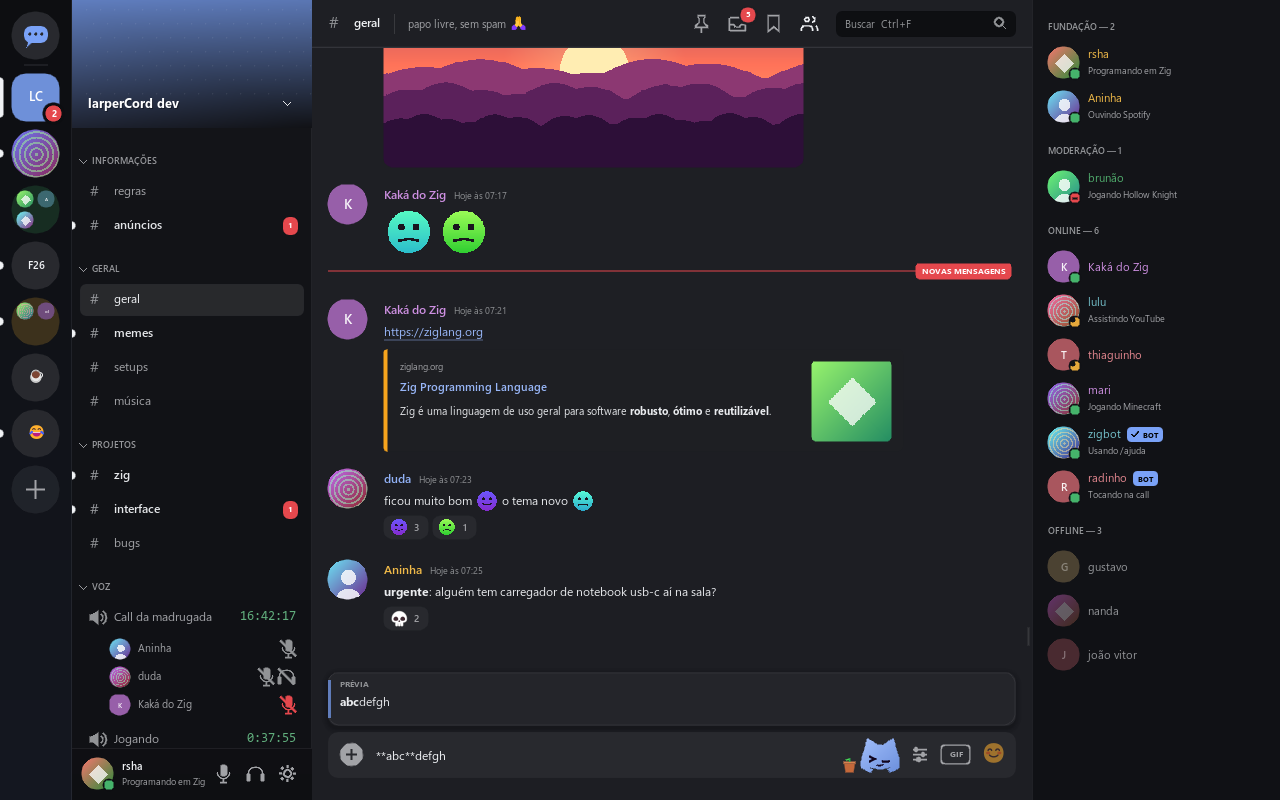 LC
2
F26
larperCord dev
INFORMAÇÕES
# regras
# anúncios 1
GERAL
# geral
# memes
# setups
# música
PROJETOS
# zig
# interface 1
# bugs
VOZ
Call da madrugada 16:42:17
Aninha
duda
K Kaká do Zig
Jogando 0:37:55
rsha
Programando em Zig
# geral papo livre, sem spam
5
Buscar Ctrl+F
K
Kaká do Zig Hoje às 07:17
NOVAS MENSAGENS
K
Kaká do Zig Hoje às 07:21
https://ziglang.org
ziglang.org
Zig Programming Language
Zig é uma linguagem de uso geral para software robusto, ótimo e reutilizável.
duda Hoje às 07:23
ficou muito bom o tema novo
3 1
Aninha Hoje às 07:25
urgente: alguém tem carregador de notebook usb-c aí na sala?
2
PRÉVIA
abcdefgh
**abc**defgh
GIF
FUNDAÇÃO — 2
rsha
Programando em Zig
Aninha
Ouvindo Spotify
MODERAÇÃO — 1
brunão
Jogando Hollow Knight
ONLINE — 6
K Kaká do Zig
lulu
Assistindo YouTube
T thiaguinho
mari
Jogando Minecraft
zigbot BOT
Usando /ajuda
R
radinho BOT
Tocando na call
OFFLINE — 3
G gustavo
nanda
J joão vitor